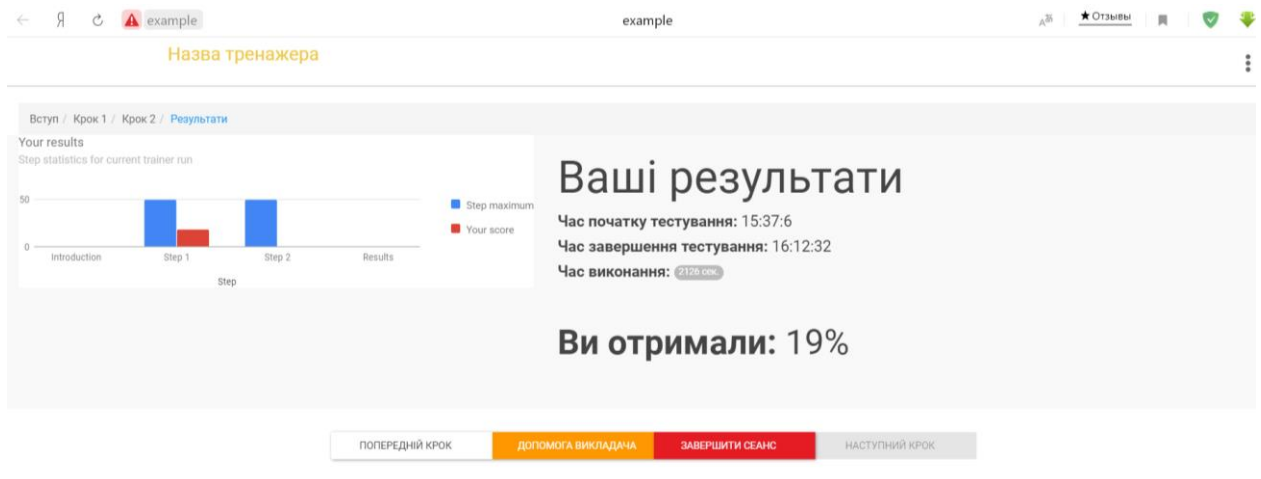 example
example
Отзывы
Назва тренажера
Вступ / Крок 1 / Крок 2 / Результати
Your results
Step statistics for current trainer run
50
0
Introduction
Step 1
Step 2
Results
Step
Step maximum
Your score
Ваші результати
Час початку тестування: 15:37:6
Час завершення тестування: 16:12:32
Час виконання: 2126 сек.
Ви отримали: 19%
ПОПЕРЕДНІЙ КРОК
ДОПОМОГА ВИКЛАДАЧА
ЗАВЕРШИТИ СЕАНС
НАСТУПНИЙ КРОК